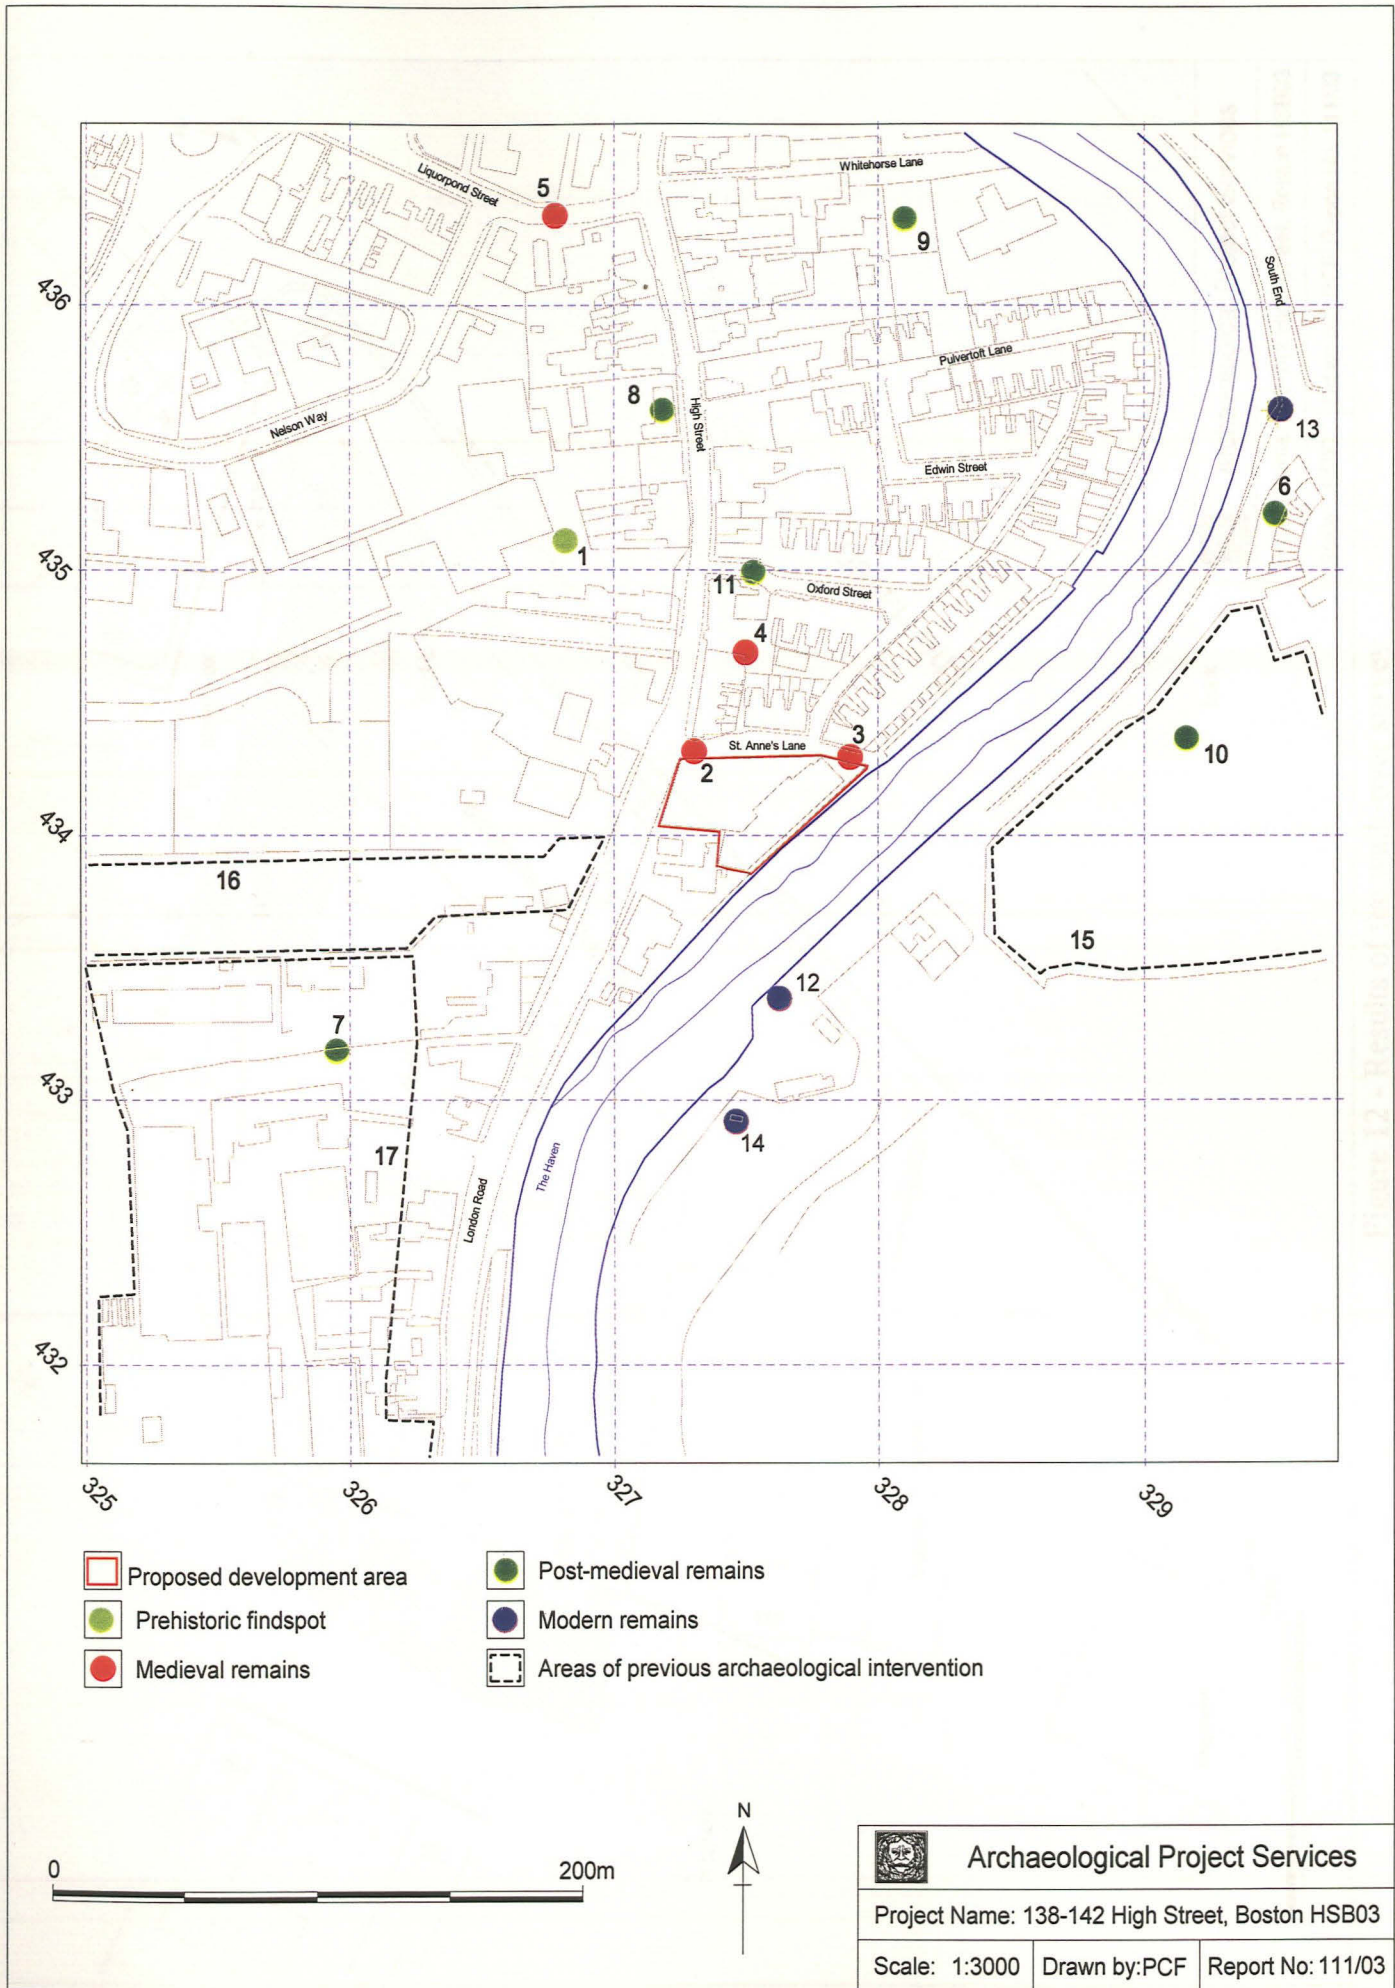 Whitehorse Lane
Liquorpond Street
5
9
South End
436
Pulvertoft Lane
8
High Street
Nelson Way
13
Edwin Street
6
1
435
11
Oxford Street
4
St. Anne's Lane
3
2
10
434
16
15
12
7
433
14
17
The Haven
London Road
432
325
326
327
328
329
Proposed development area
Post-medieval remains
Prehistoric findspot
Modern remains
Medieval remains
Areas of previous archaeological intervention
N
0
200m
Archaeological Project Services
Project Name: 138-142 High Street, Boston HSB03
Scale: 1:3000
Drawn by:PCF
Report No: 111/03